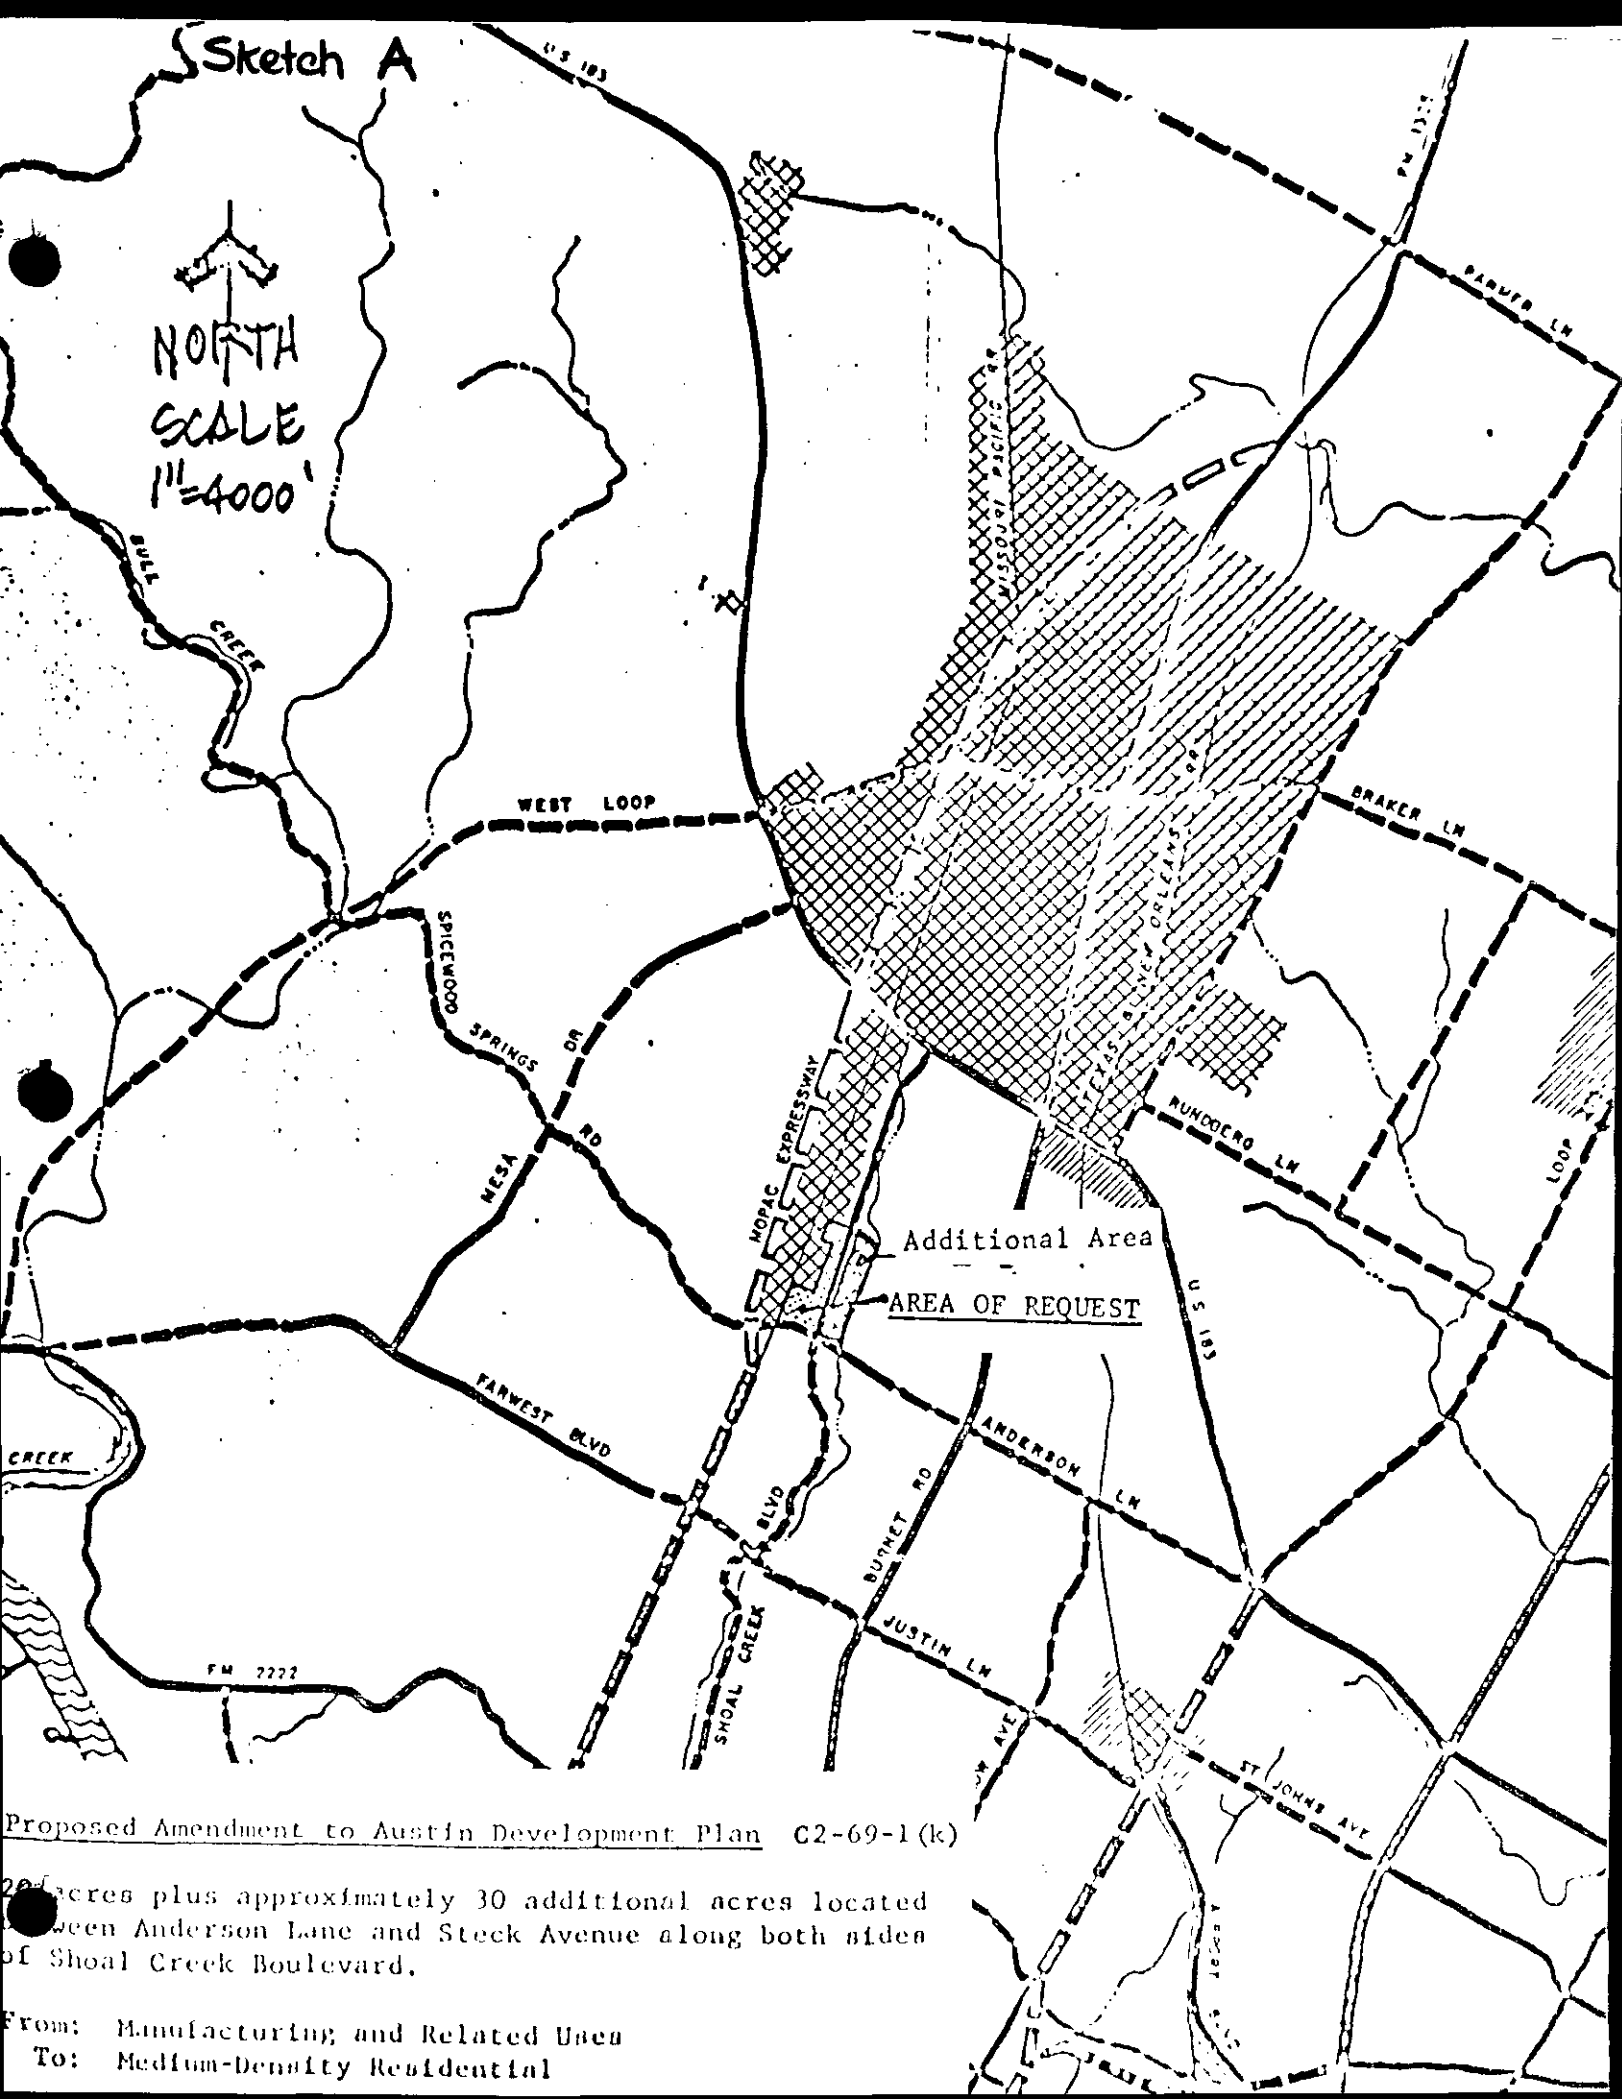 Sketch A
U S 183
FM 1325
NORTH
SCALE
1"=4000'
PARMER LN
MISSOURI PACIFIC RR
BULL
CREEK
WEST LOOP
BRAKER LN
TEXAS & NEW ORLEANS RR
SPICEWOOD
SPRINGS
RD
MESA
DR
MOPAC EXPRESSWAY
RUNDBERG LN
LOOP
Additional Area
AREA OF REQUEST
U S 183
FARWEST BLVD
CREEK
ANDERSON LN
BURNET RD
BLVD
SHOAL CREEK
JUSTIN LN
FM 2222
AVE
ST JOHNS AVE
Proposed Amendment to Austin Development Plan C2-69-1(k)
acres plus approximately 30 additional acres located
Anderson Lane and Steck Avenue along both sides
of Shoal Creek Boulevard.
From: Manufacturing and Related Uses
To: Medium-Density Residential